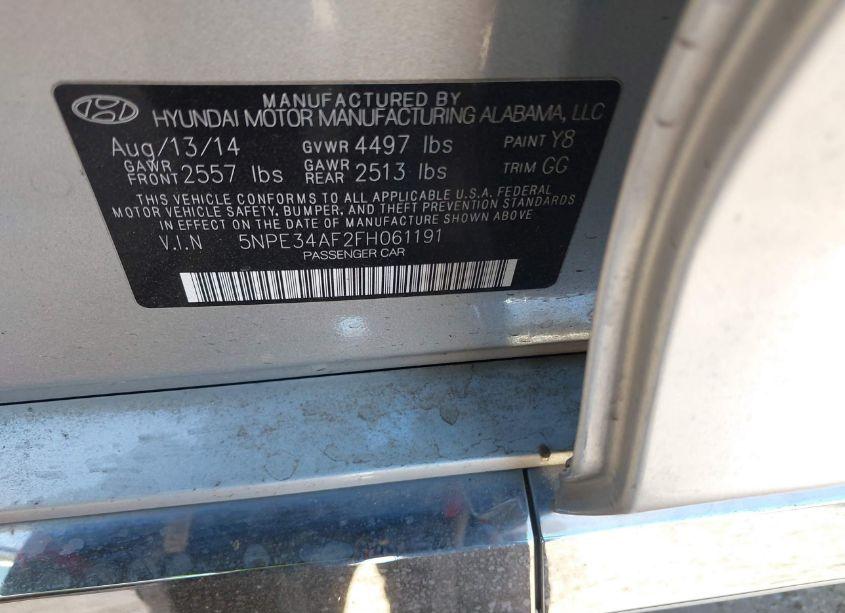 MANUFACTURED BY
HYUNDAI MOTOR MANUFACTURING ALABAMA, LLC
Aug/13/14 GVWR 4497 lbs PAINT Y8
GAWR FRONT 2557 lbs GAWR REAR 2513 lbs TRIM GG
THIS VEHICLE CONFORMS TO ALL APPLICABLE U.S.A. FEDERAL
MOTOR VEHICLE SAFETY, BUMPER, AND THEFT PREVENTION STANDARDS
IN EFFECT ON THE DATE OF MANUFACTURE SHOWN ABOVE
V.I.N 5NPE34AF2FH061191
PASSENGER CAR